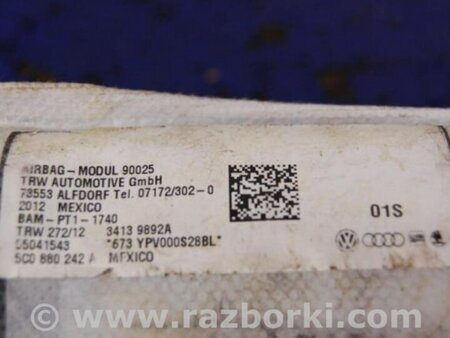 AIRBAG-MODUL 90025
TRW AUTOMOTIVE GmbH
73553 ALFDORF Tel. 07172/302-0
2012 MEXICO
BAM-PT1-1740
TRW 272/12 3413 9892A
05041543 *673 YPV000S28BL*
5C0 880 242 A MEXICO
01S
www.razborki.com